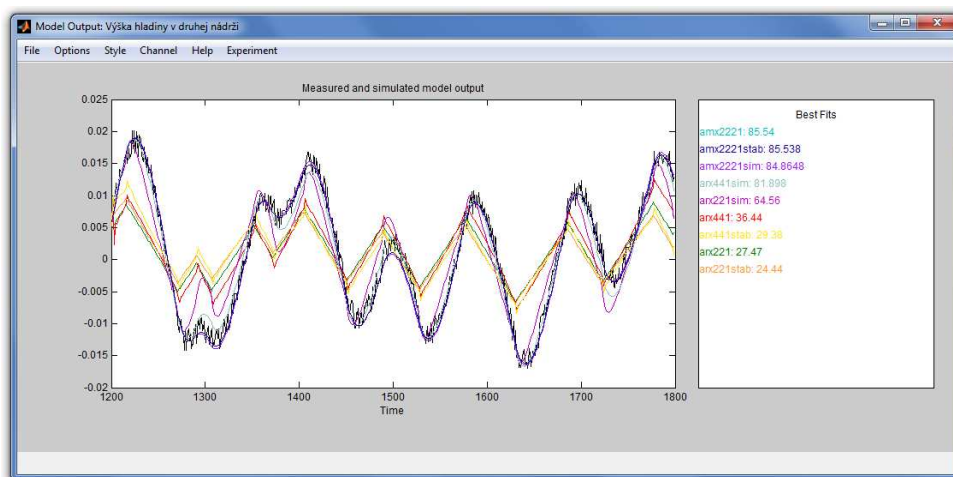 Model Output: Výška hladiny v druhej nádrži
File Options Style Channel Help Experiment
Measured and simulated model output
0.025
0.02
0.015
0.01
0.005
0
-0.005
-0.01
-0.015
-0.02
1200 1300 1400 1500 1600 1700 1800
Time
Best Fits
amx2221: 85.54
amx2221stab: 85.538
amx2221sim: 84.8648
arx441sim: 81.898
arx221sim: 64.56
arx441: 36.44
arx441stab: 29.38
arx221: 27.47
arx221stab: 24.44